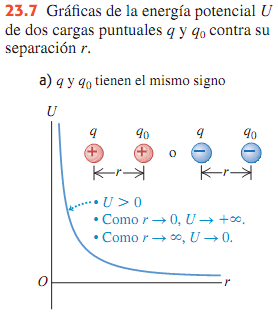 23.7 Gráficas de la energía potencial U
de dos cargas puntuales q y q₀ contra su
separación r.
a) q y q₀ tienen el mismo signo
U
q q₀ q q₀
+ + o − −
r r
• U > 0
• Como r → 0, U → +∞.
• Como r → ∞, U → 0.
O r